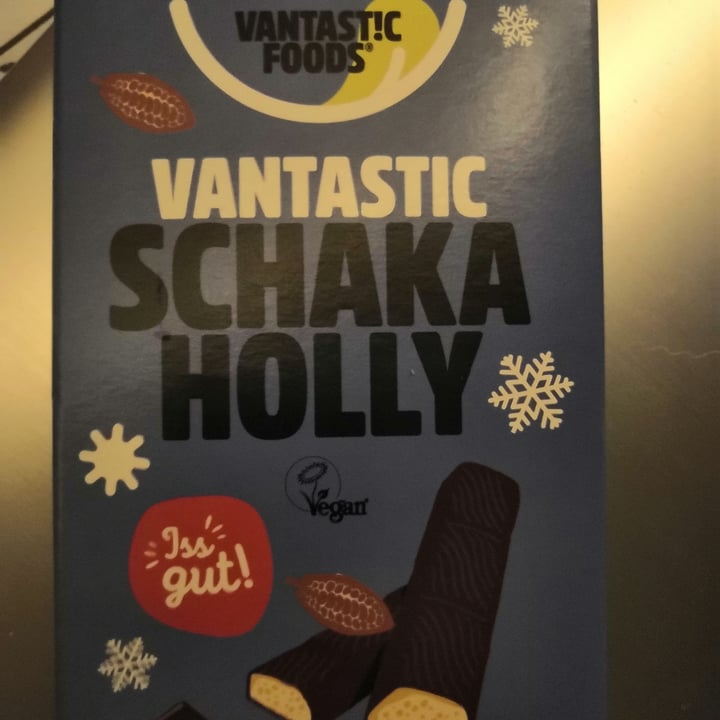 VANTAST!C
FOODS®
VANTASTIC
SCHAKA
HOLLY
Vegan
Iss
gut!